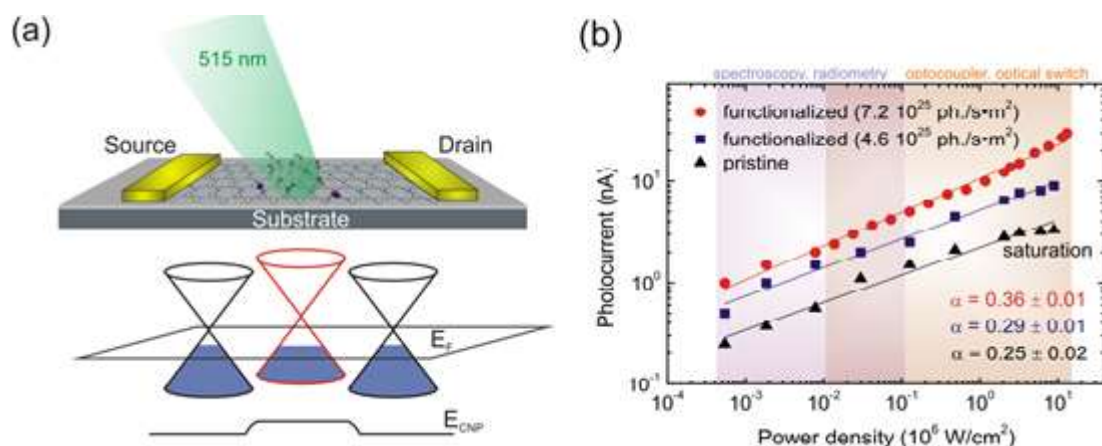 (a)
515 nm
Source
Drain
Substrate
E_F
E_CNP
(b)
spectroscopy, radiometry
optocoupler, optical switch
functionalized (7.2 10^25 ph./s•m^2)
functionalized (4.6 10^25 ph./s•m^2)
pristine
saturation
α = 0.36 ± 0.01
α = 0.29 ± 0.01
α = 0.25 ± 0.02
Photocurrent (nA)
10^1
10^0
10^-1
10^-4
10^-3
10^-2
10^-1
10^0
10^1
Power density (10^6 W/cm^2)